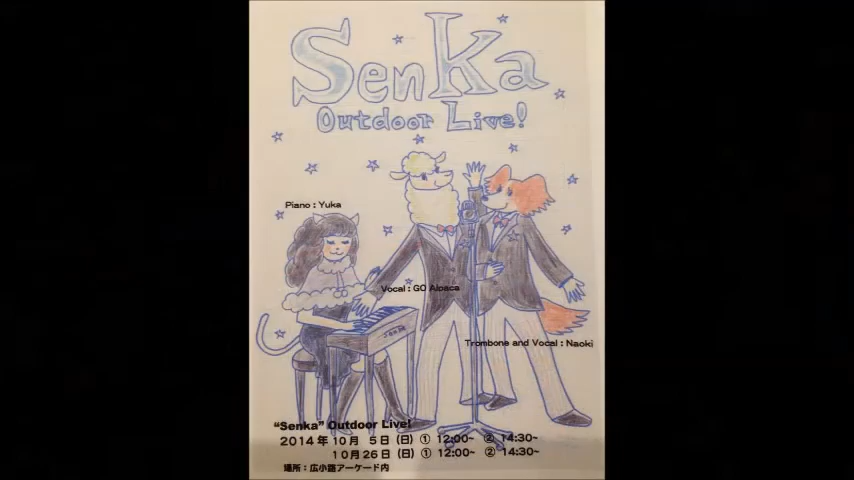 SenKa
Outdoor Live!
Piano : Yuka
Vocal : GO Alpaca
Trombone and Vocal : Naoki
"Senka" Outdoor Live!
2014年 10月 5日 (日) ① 12:00~ ② 14:30~
10月26日 (日) ① 12:00~ ② 14:30~
場所：広小路アーケード内